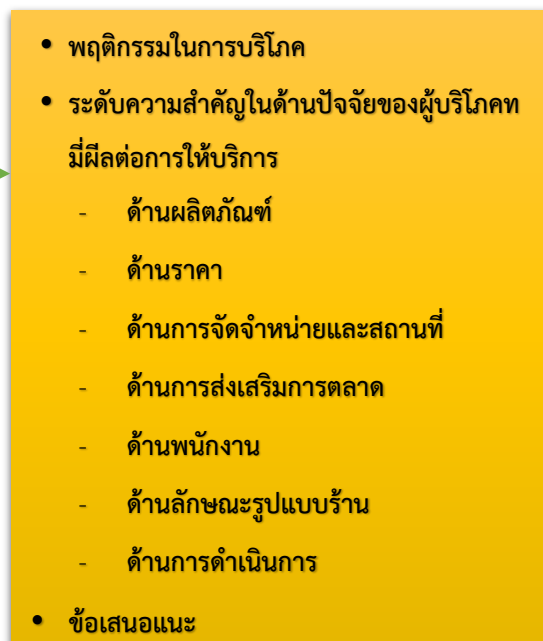 • พฤติกรรมในการบริโภค
• ระดับความสำคัญในด้านปัจจัยของผู้บริโภคท
มี่ผีลต่อการให้บริการ
- ด้านผลิตภัณฑ์
- ด้านราคา
- ด้านการจัดจำหน่ายและสถานที่
- ด้านการส่งเสริมการตลาด
- ด้านพนักงาน
- ด้านลักษณะรูปแบบร้าน
- ด้านการดำเนินการ
• ข้อเสนอแนะ